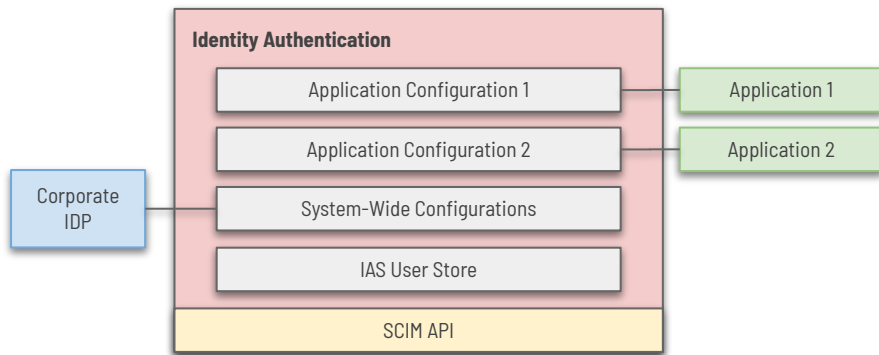 Identity Authentication
Application Configuration 1
Application 1
Application Configuration 2
Application 2
Corporate
IDP
System-Wide Configurations
IAS User Store
SCIM API